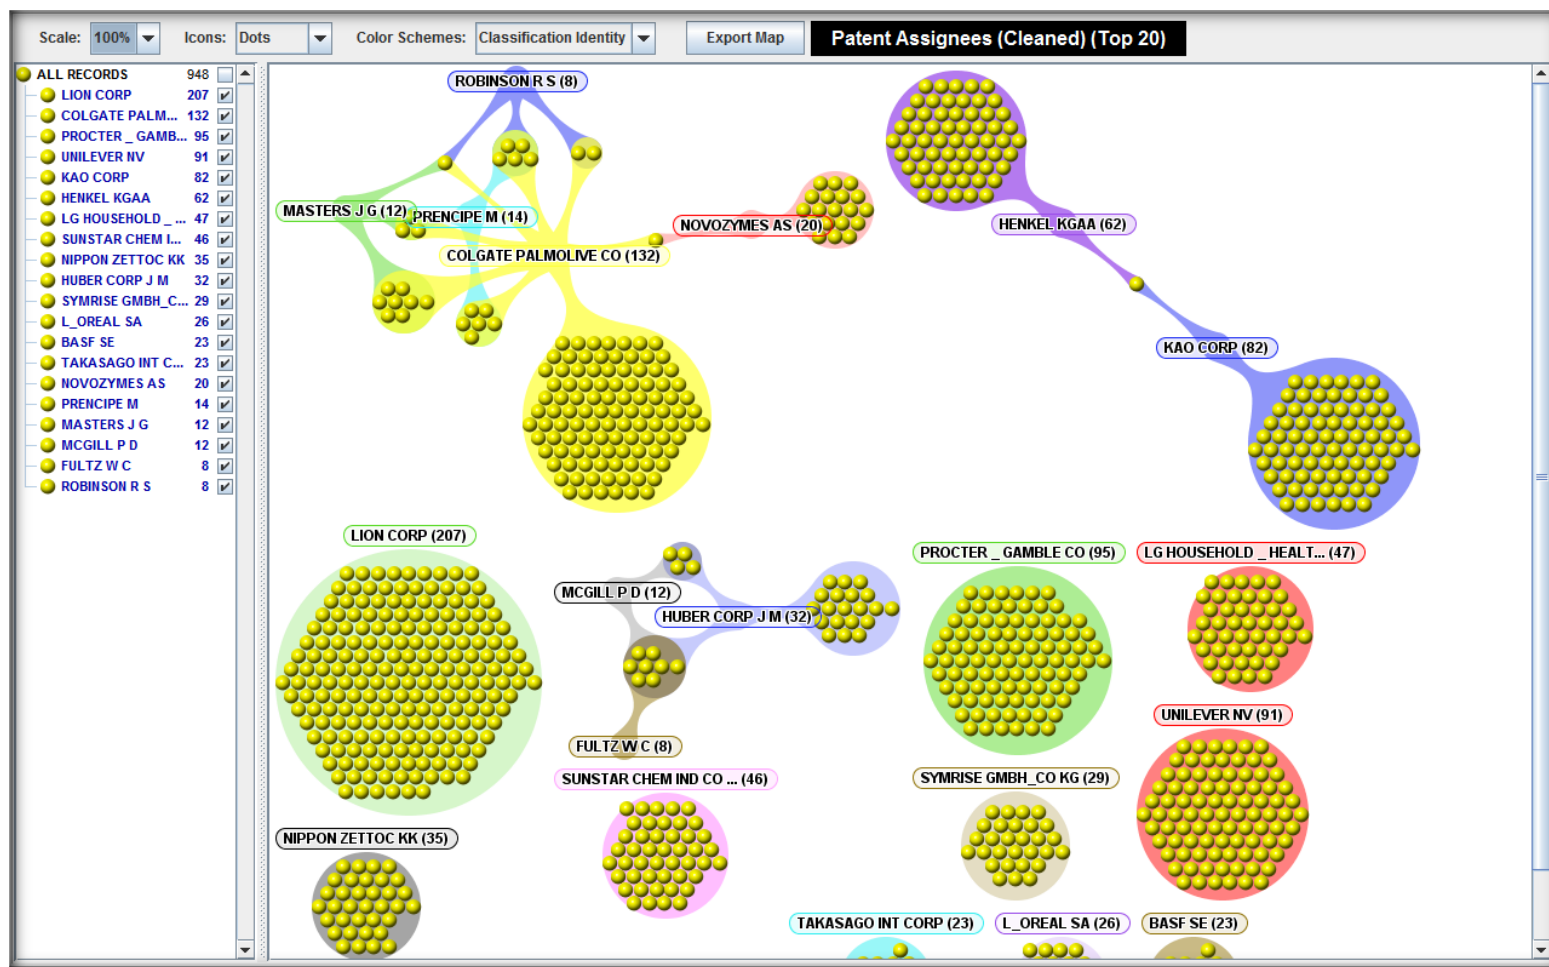 Scale: 100% Icons: Dots Color Schemes: Classification Identity Export Map Patent Assignees (Cleaned) (Top 20)
ALL RECORDS 948
LION CORP 207
COLGATE PALM... 132
PROCTER _ GAMB... 95
UNILEVER NV 91
KAO CORP 82
HENKEL KGAA 62
LG HOUSEHOLD _ ... 47
SUNSTAR CHEM I... 46
NIPPON ZETTOC KK 35
HUBER CORP J M 32
SYMRISE GMBH_C... 29
L_OREAL SA 26
BASF SE 23
TAKASAGO INT C... 23
NOVOZYMES AS 20
PRENCIPE M 14
MASTERS J G 12
MCGILL P D 12
FULTZ W C 8
ROBINSON R S 8
ROBINSON R S (8)
MASTERS J G (12)
PRENCIPE M (14)
NOVOZYMES AS (20)
HENKEL KGAA (62)
COLGATE PALMOLIVE CO (132)
KAO CORP (82)
LION CORP (207)
PROCTER _ GAMBLE CO (95)
LG HOUSEHOLD _ HEALT... (47)
MCGILL P D (12)
HUBER CORP J M (32)
UNILEVER NV (91)
FULTZ W C (8)
SUNSTAR CHEM IND CO ... (46)
SYMRISE GMBH_CO KG (29)
NIPPON ZETTOC KK (35)
TAKASAGO INT CORP (23)
L_OREAL SA (26)
BASF SE (23)